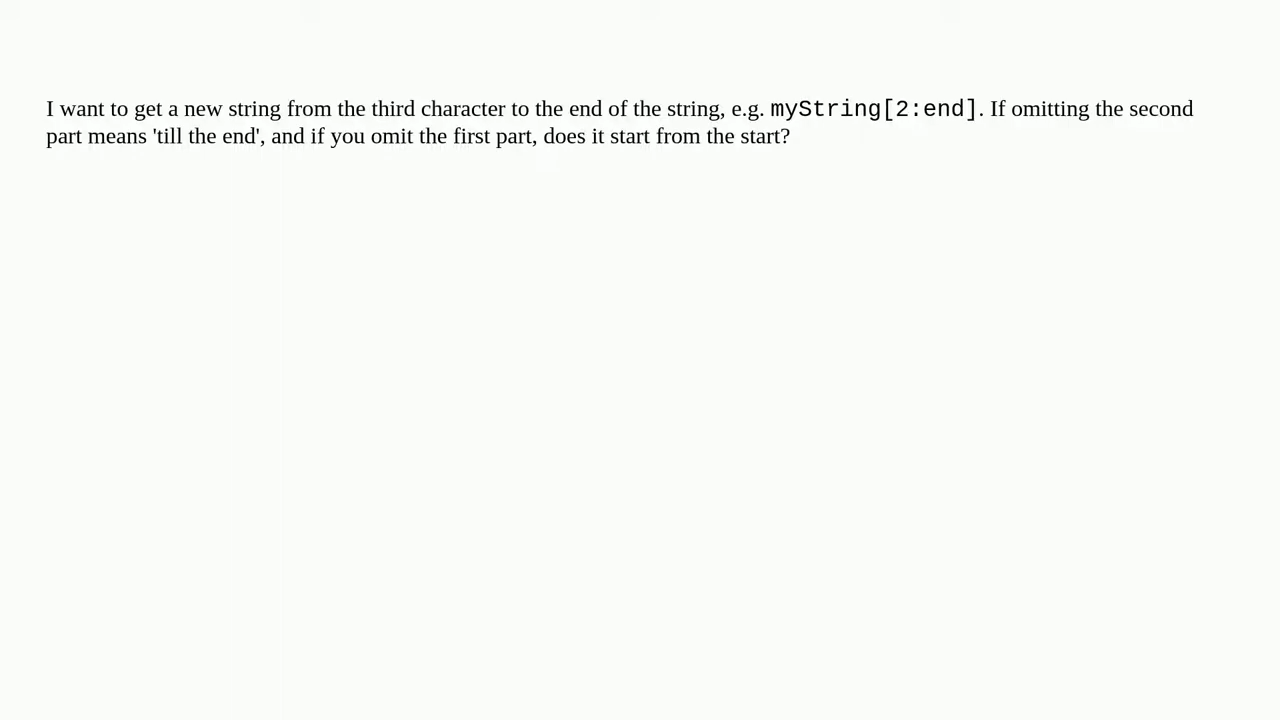 I want to get a new string from the third character to the end of the string, e.g. myString[2:end]. If omitting the second
part means 'till the end', and if you omit the first part, does it start from the start?